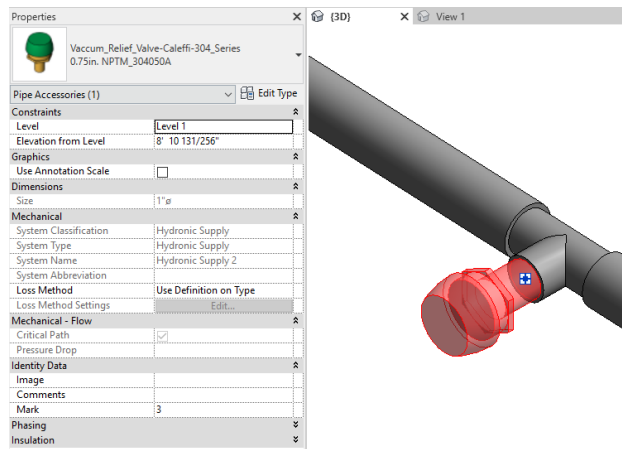 Properties
{3D}
View 1
Vaccum_Relief_Valve-Caleffi-304_Series
0.75in. NPTM_304050A
Pipe Accessories (1)
Edit Type
Constraints
Level Level 1
Elevation from Level 8' 10 131/256"
Graphics
Use Annotation Scale
Dimensions
Size 1"ø
Mechanical
System Classification Hydronic Supply
System Type Hydronic Supply
System Name Hydronic Supply 2
System Abbreviation
Loss Method Use Definition on Type
Loss Method Settings Edit...
Mechanical - Flow
Critical Path
Pressure Drop
Identity Data
Image
Comments
Mark 3
Phasing
Insulation